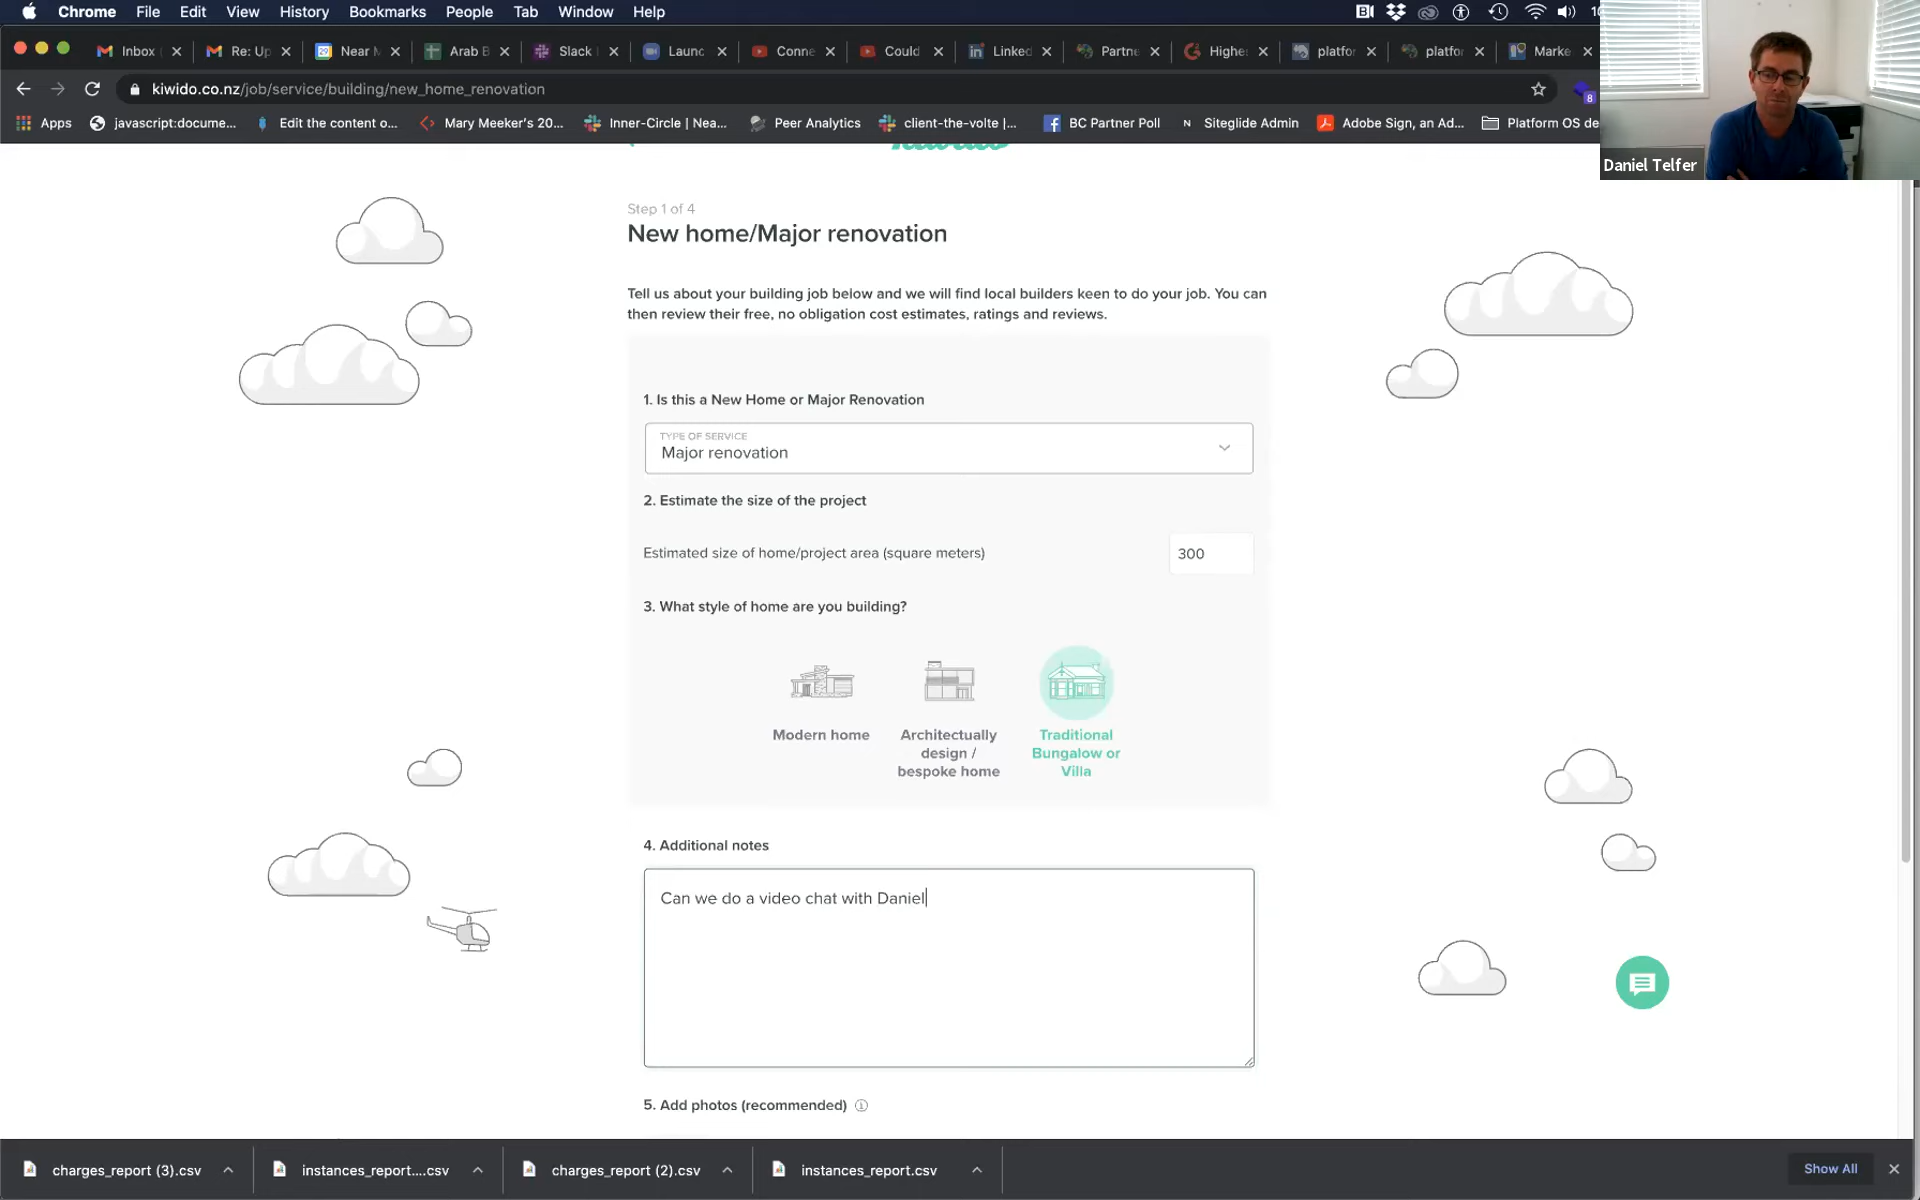 Chrome File Edit View History Bookmarks People Tab Window Help
Inbox Re: Up Near Arab B Slack Launc Conne Could Linked Partne Highe platfor platfor Marke
kiwido.co.nz/job/service/building/new_home_renovation
8
Apps javascript:docume... Edit the content o... Mary Meeker's 20... Inner-Circle | Nea... Peer Analytics client-the-volte |... BC Partner Poll Siteglide Admin Adobe Sign, an Ad... Platform OS de
Daniel Telfer
Step 1 of 4
New home/Major renovation
Tell us about your building job below and we will find local builders keen to do your job. You can
then review their free, no obligation cost estimates, ratings and reviews.
1. Is this a New Home or Major Renovation
TYPE OF SERVICE
Major renovation
2. Estimate the size of the project
Estimated size of home/project area (square meters)
300
3. What style of home are you building?
Modern home
Architectually
design /
bespoke home
Traditional
Bungalow or
Villa
4. Additional notes
Can we do a video chat with Daniel
5. Add photos (recommended)
charges_report (3).csv instances_report....csv charges_report (2).csv instances_report.csv Show All